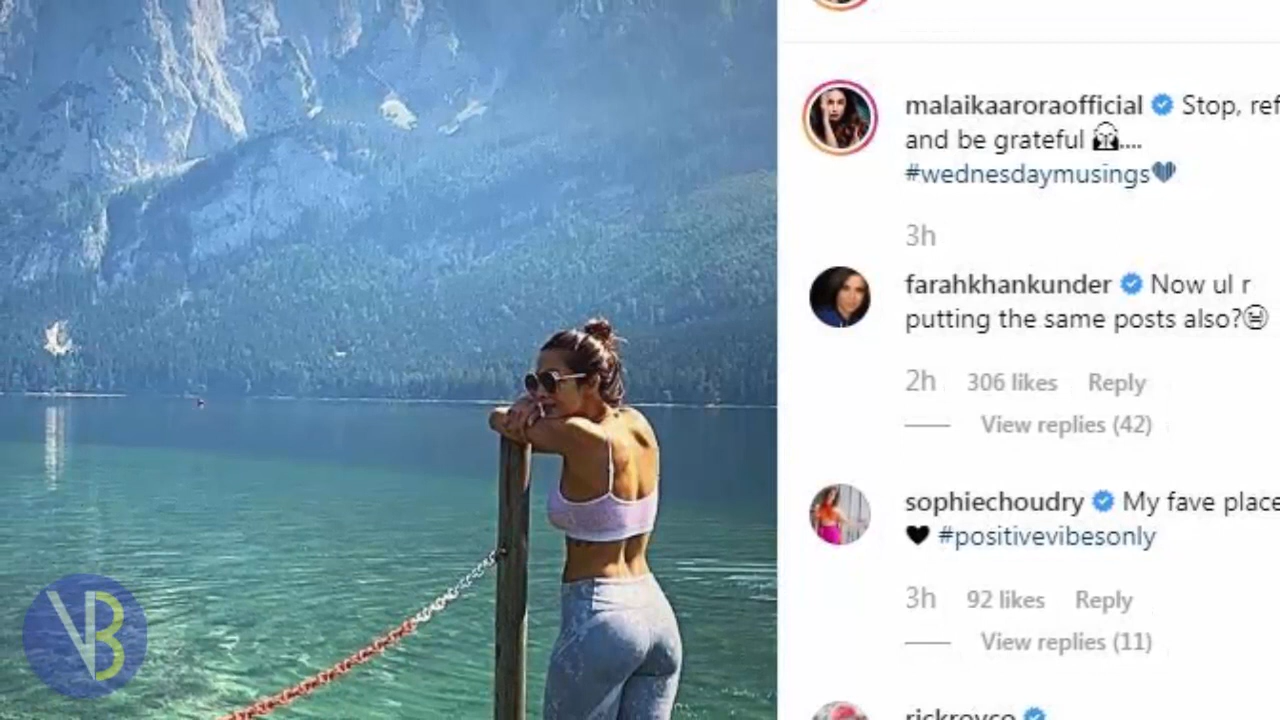 malaikaaroraofficial Stop, ref
and be grateful ....
#wednesdaymusings
3h
farahkhankunder Now ul r
putting the same posts also?
2h 306 likes Reply
View replies (42)
sophiechoudry My fave place
#positivevibesonly
3h 92 likes Reply
View replies (11)
VB